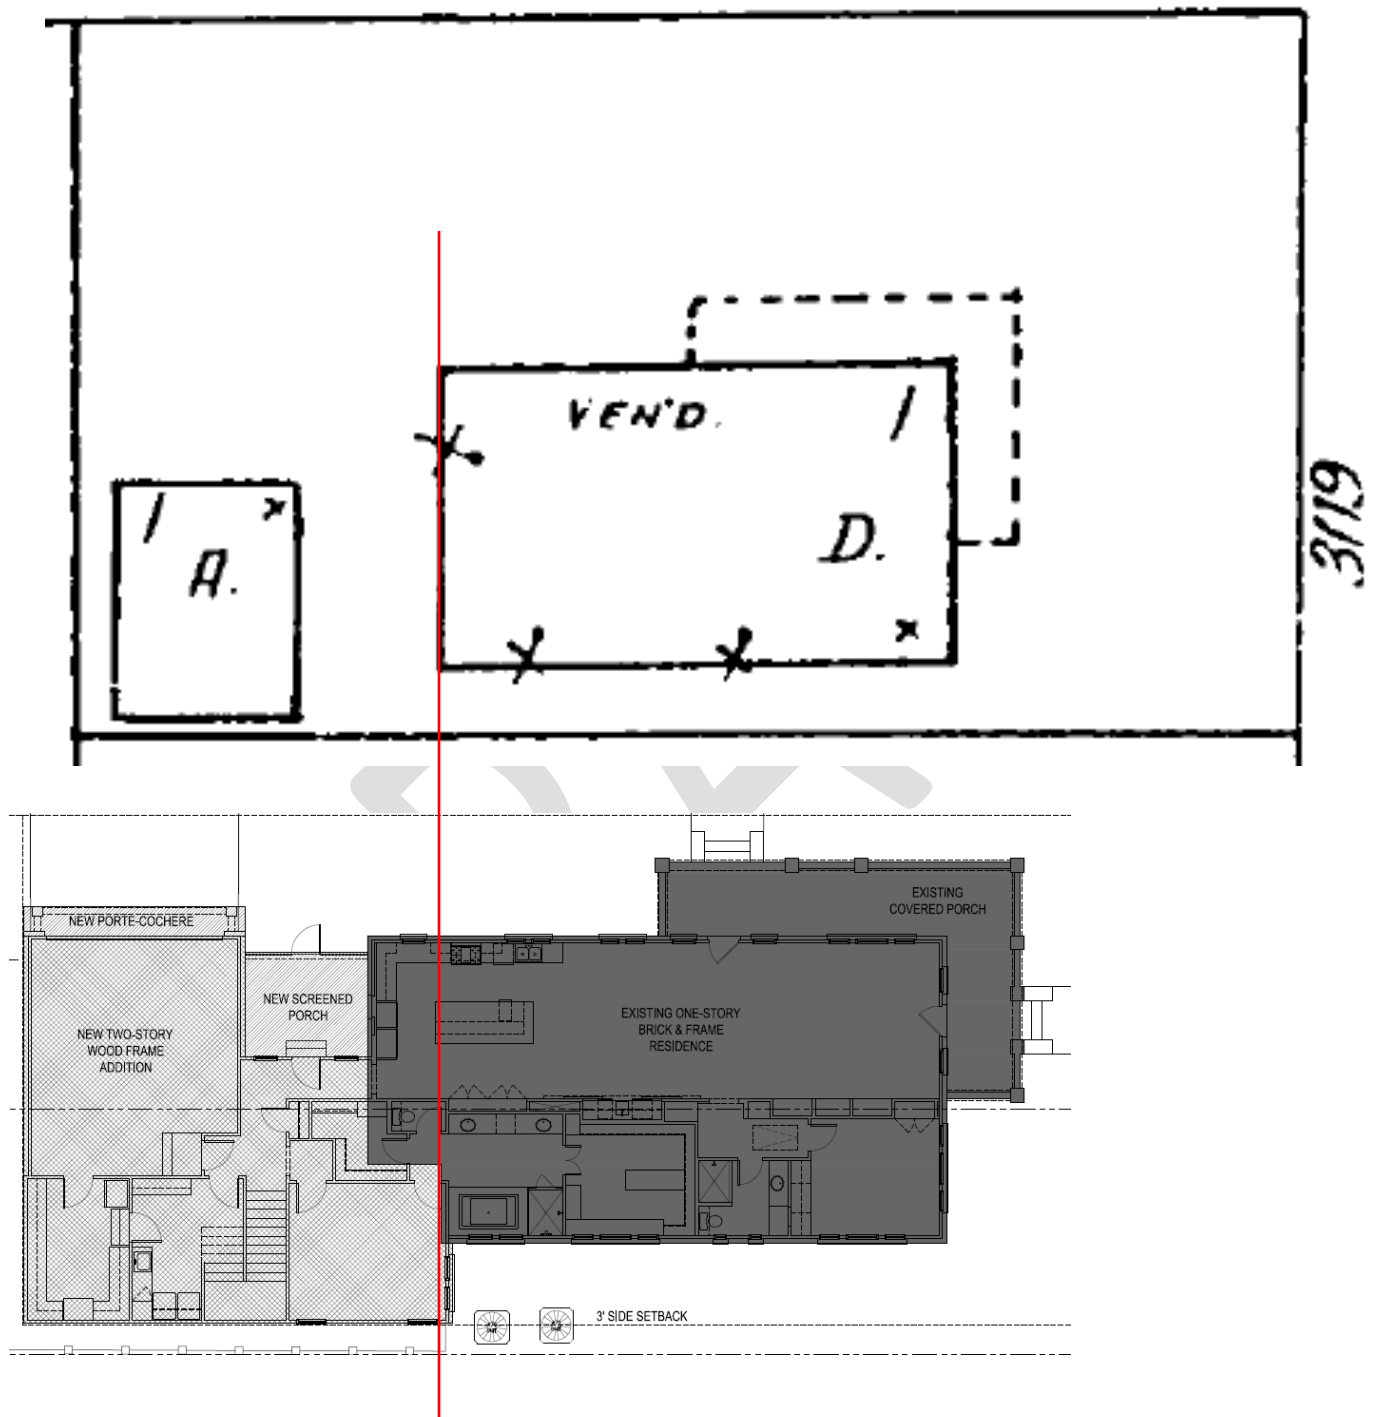 VEN'D.
1
3119
1
x
A.
D.
x
NEW PORTE-COCHERE
EXISTING
COVERED PORCH
NEW SCREENED
PORCH
EXISTING ONE-STORY
BRICK & FRAME
RESIDENCE
NEW TWO-STORY
WOOD FRAME
ADDITION
3' SIDE SETBACK